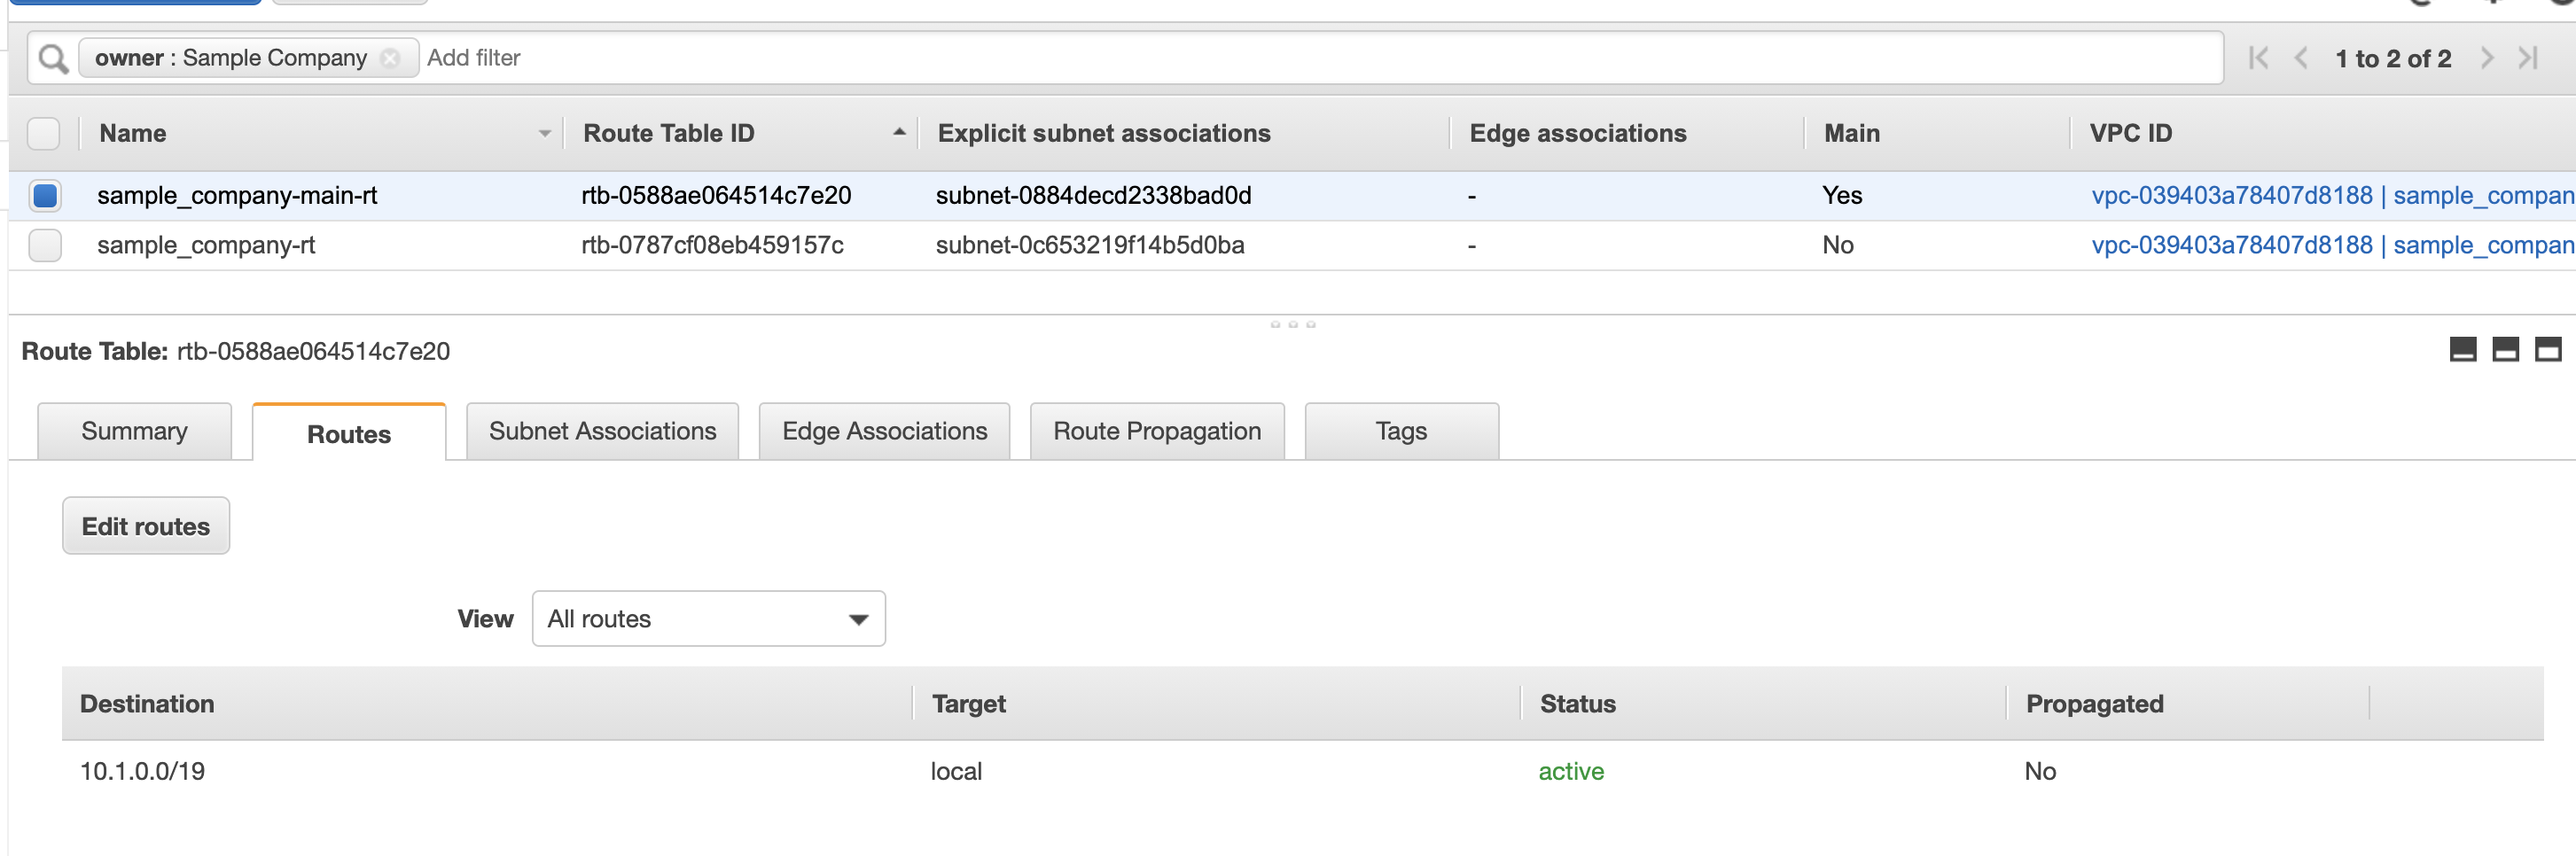 owner : Sample Company Add filter 1 to 2 of 2
Name Route Table ID Explicit subnet associations Edge associations Main VPC ID
sample_company-main-rt rtb-0588ae064514c7e20 subnet-0884decd2338bad0d - Yes vpc-039403a78407d8188 | sample_compan
sample_company-rt rtb-0787cf08eb459157c subnet-0c653219f14b5d0ba - No vpc-039403a78407d8188 | sample_compan
Route Table: rtb-0588ae064514c7e20
Summary Routes Subnet Associations Edge Associations Route Propagation Tags
Edit routes
View All routes
Destination Target Status Propagated
10.1.0.0/19 local active No